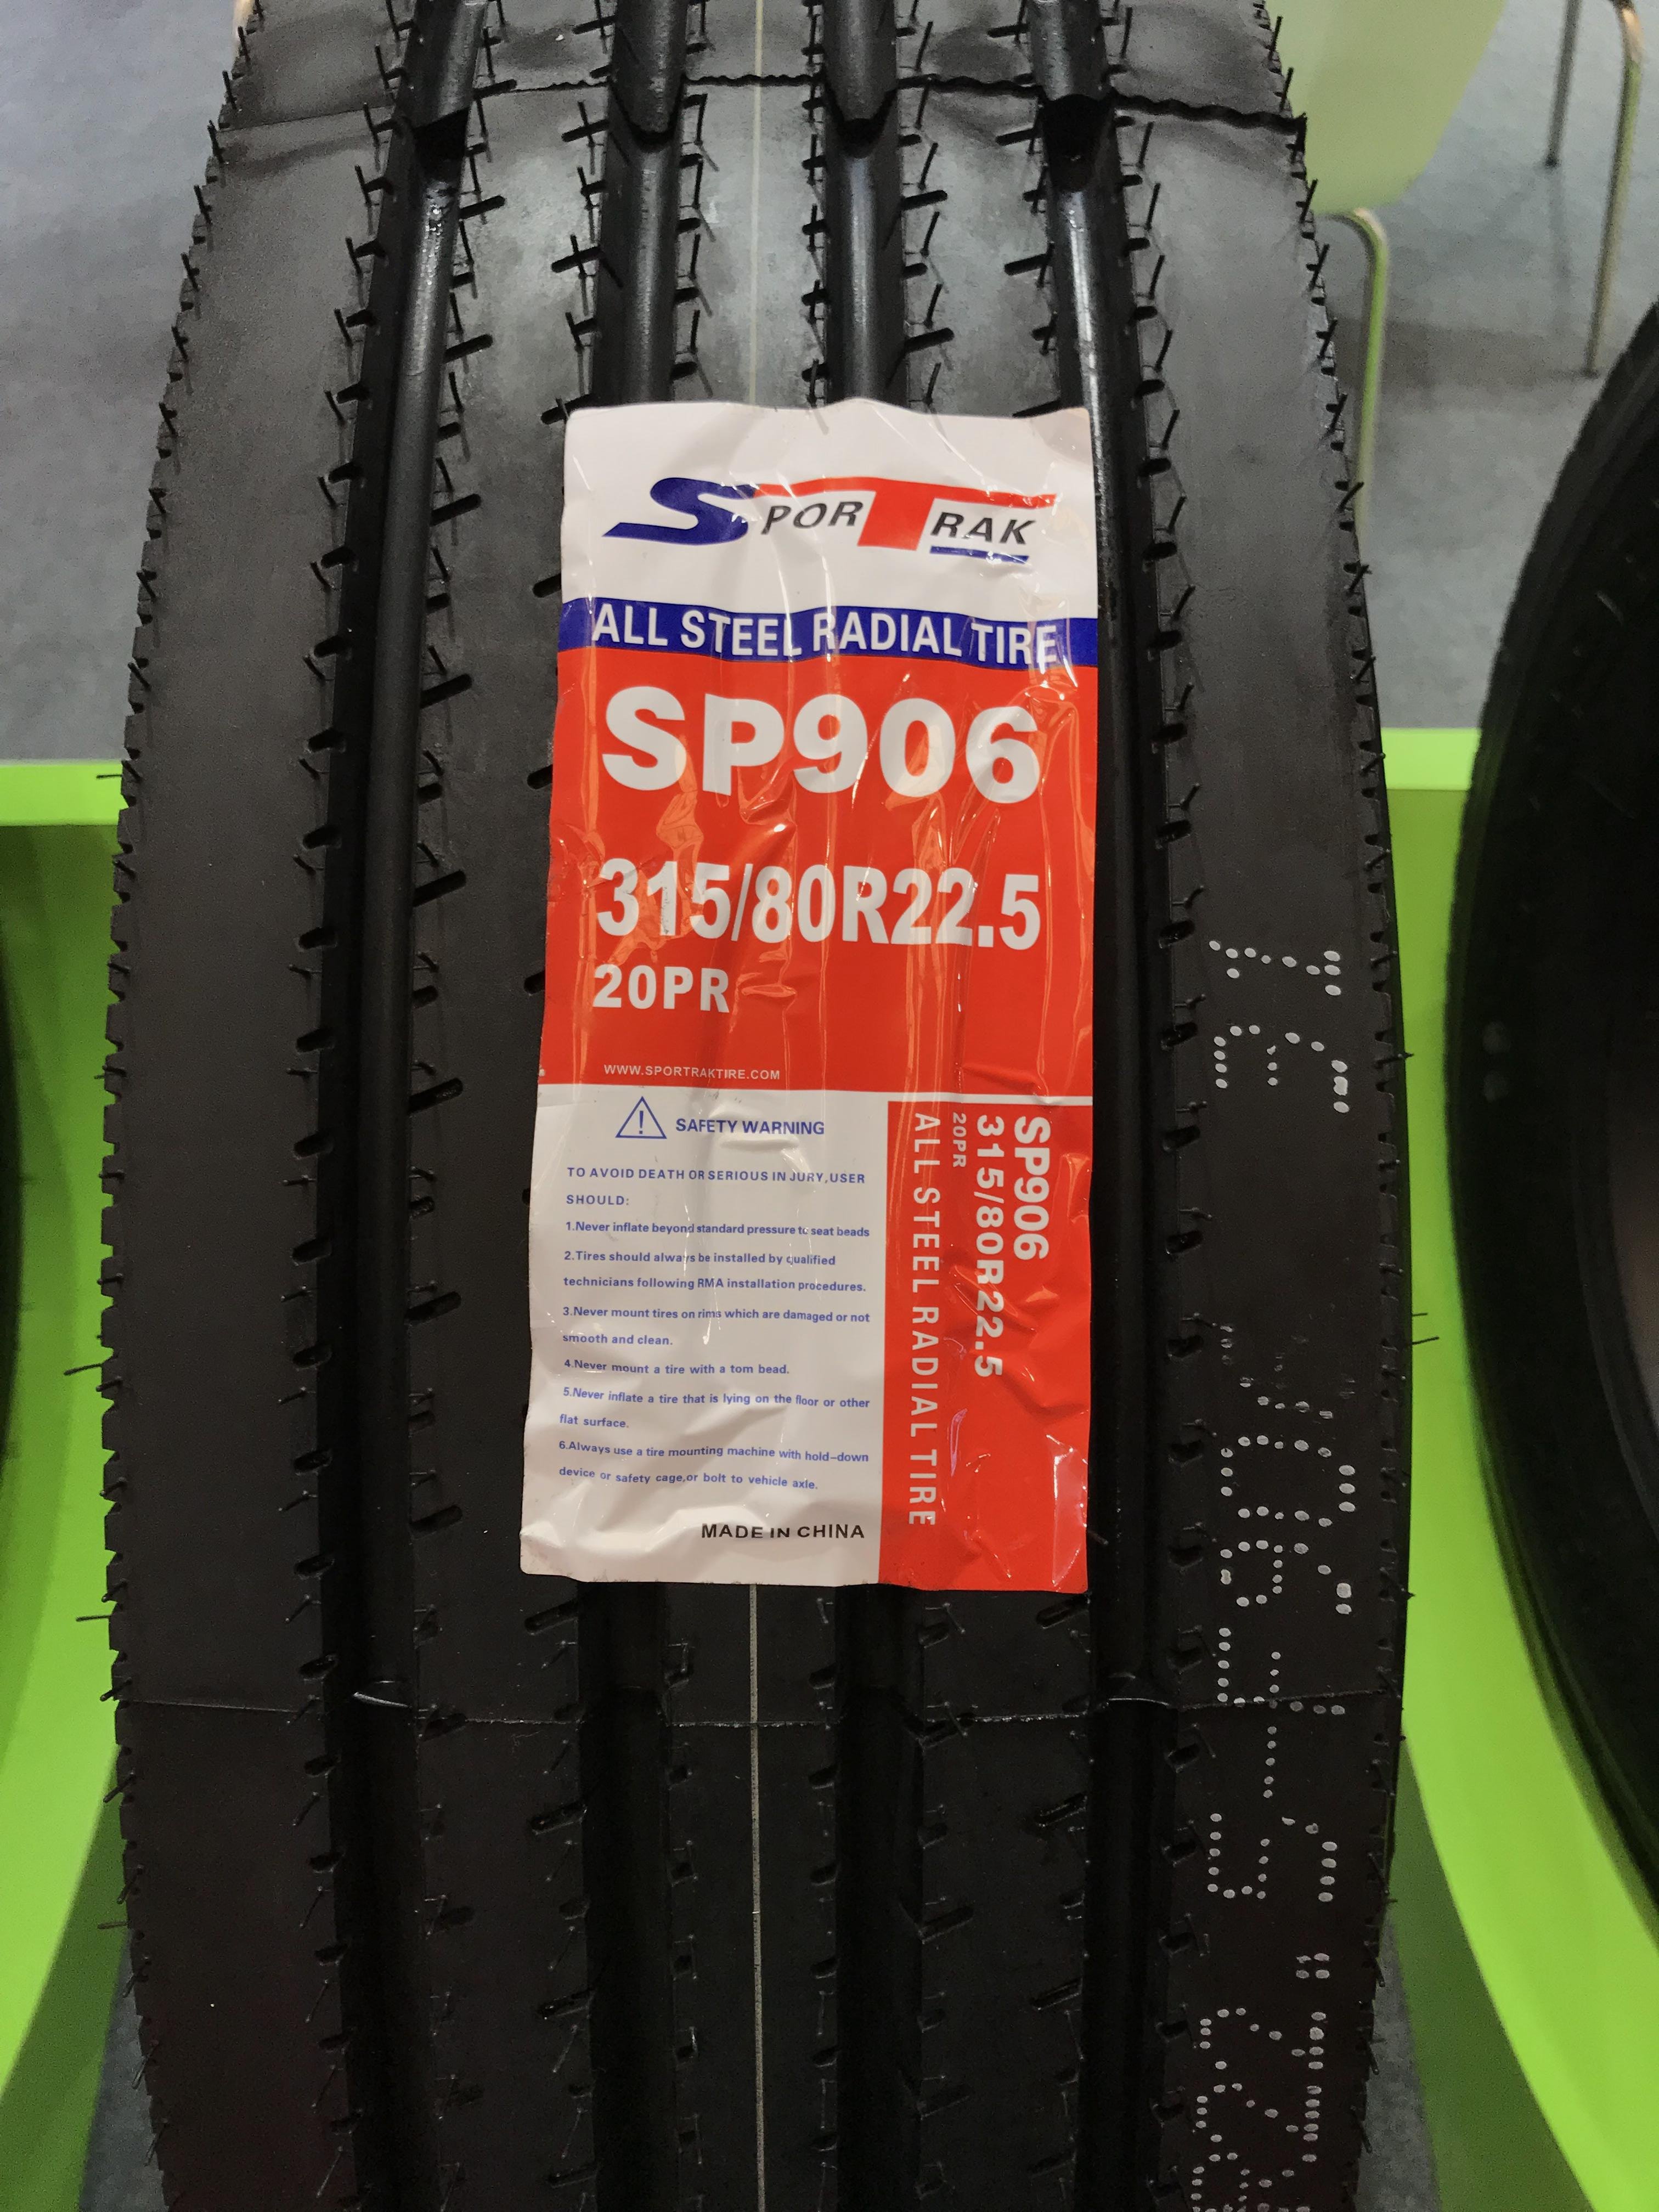 SPORTRAK
ALL STEEL RADIAL TIRE
SP906
315/80R22.5
20PR
WWW.SPORTRAKTIRE.COM
SAFETY WARNING
TO AVOID DEATH OR SERIOUS IN JURY,USER
SHOULD:
1.Never inflate beyond standard pressure to seat beads
2.Tires should always be installed by qualified
technicians following RMA installation procedures.
3.Never mount tires on rims which are damaged or not
smooth and clean.
4.Never mount a tire with a tom bead.
5.Never inflate a tire that is lying on the floor or other
flat surface.
6.Always use a tire mounting machine with hold-down
device or safety cage,or bolt to vehicle axle.
MADE IN CHINA
SP906
315/80R22.5
20PR
ALL STEEL RADIAL TIRE